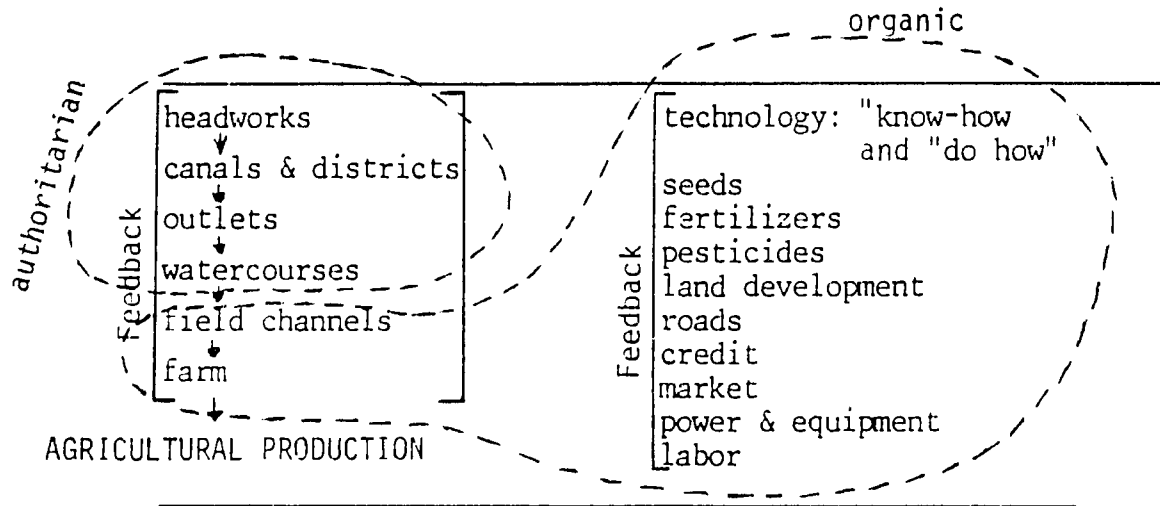 organic
authoritarian
Feedback
headworks
canals & districts
outlets
watercourses
field channels
farm
AGRICULTURAL PRODUCTION
Feedback
technology: "know-how
and "do how"
seeds
fertilizers
pesticides
land development
roads
credit
market
power & equipment
labor